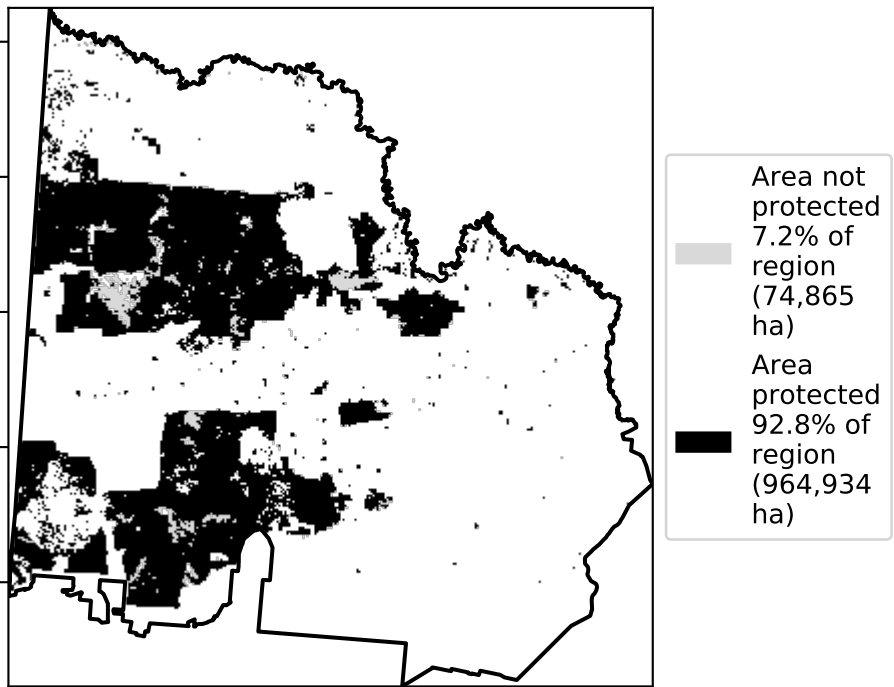 Area not
protected
7.2% of
region
(74,865
ha)
Area
protected
92.8% of
region
(964,934
ha)